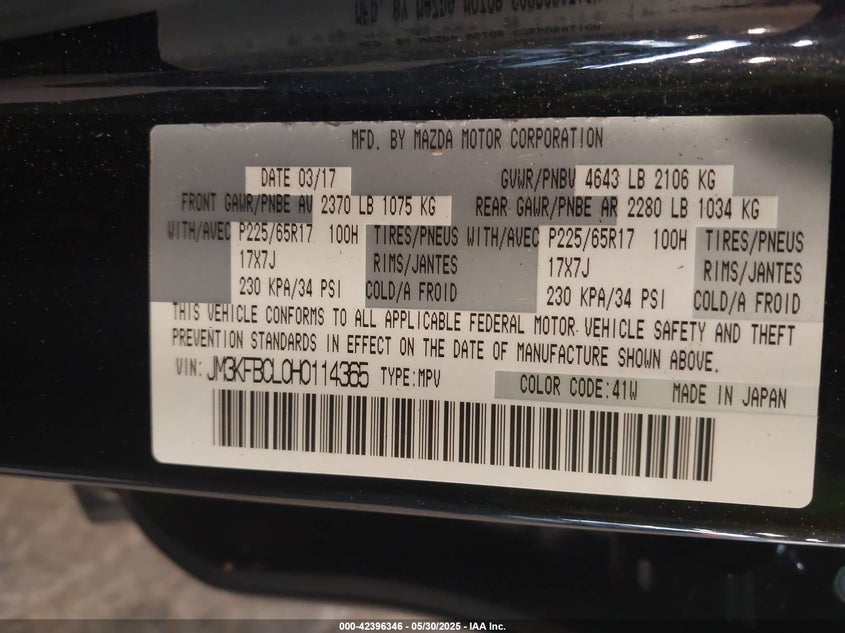 MFD. BY MAZDA MOTOR CORPORATION
DATE 03/17 GVWR/PNBV 4643 LB 2106 KG
FRONT GAWR/PNBE AV 2370 LB 1075 KG REAR GAWR/PNBE AR 2280 LB 1034 KG
WITH/AVEC P225/65R17 100H TIRES/PNEUS WITH/AVEC P225/65R17 100H TIRES/PNEUS
17X7J RIMS/JANTES 17X7J RIMS/JANTES
230 KPA/34 PSI COLD/A FROID 230 KPA/34 PSI COLD/A FROID
THIS VEHICLE CONFORMS TO ALL APPLICABLE FEDERAL MOTOR VEHICLE SAFETY AND THEFT
PREVENTION STANDARDS IN EFFECT ON THE DATE OF MANUFACTURE SHOWN ABOVE.
VIN: JM3KFBCL0H0114365 TYPE:MPV COLOR CODE:41W MADE IN JAPAN
000-42396346 — 05/30/2025 — IAA Inc.